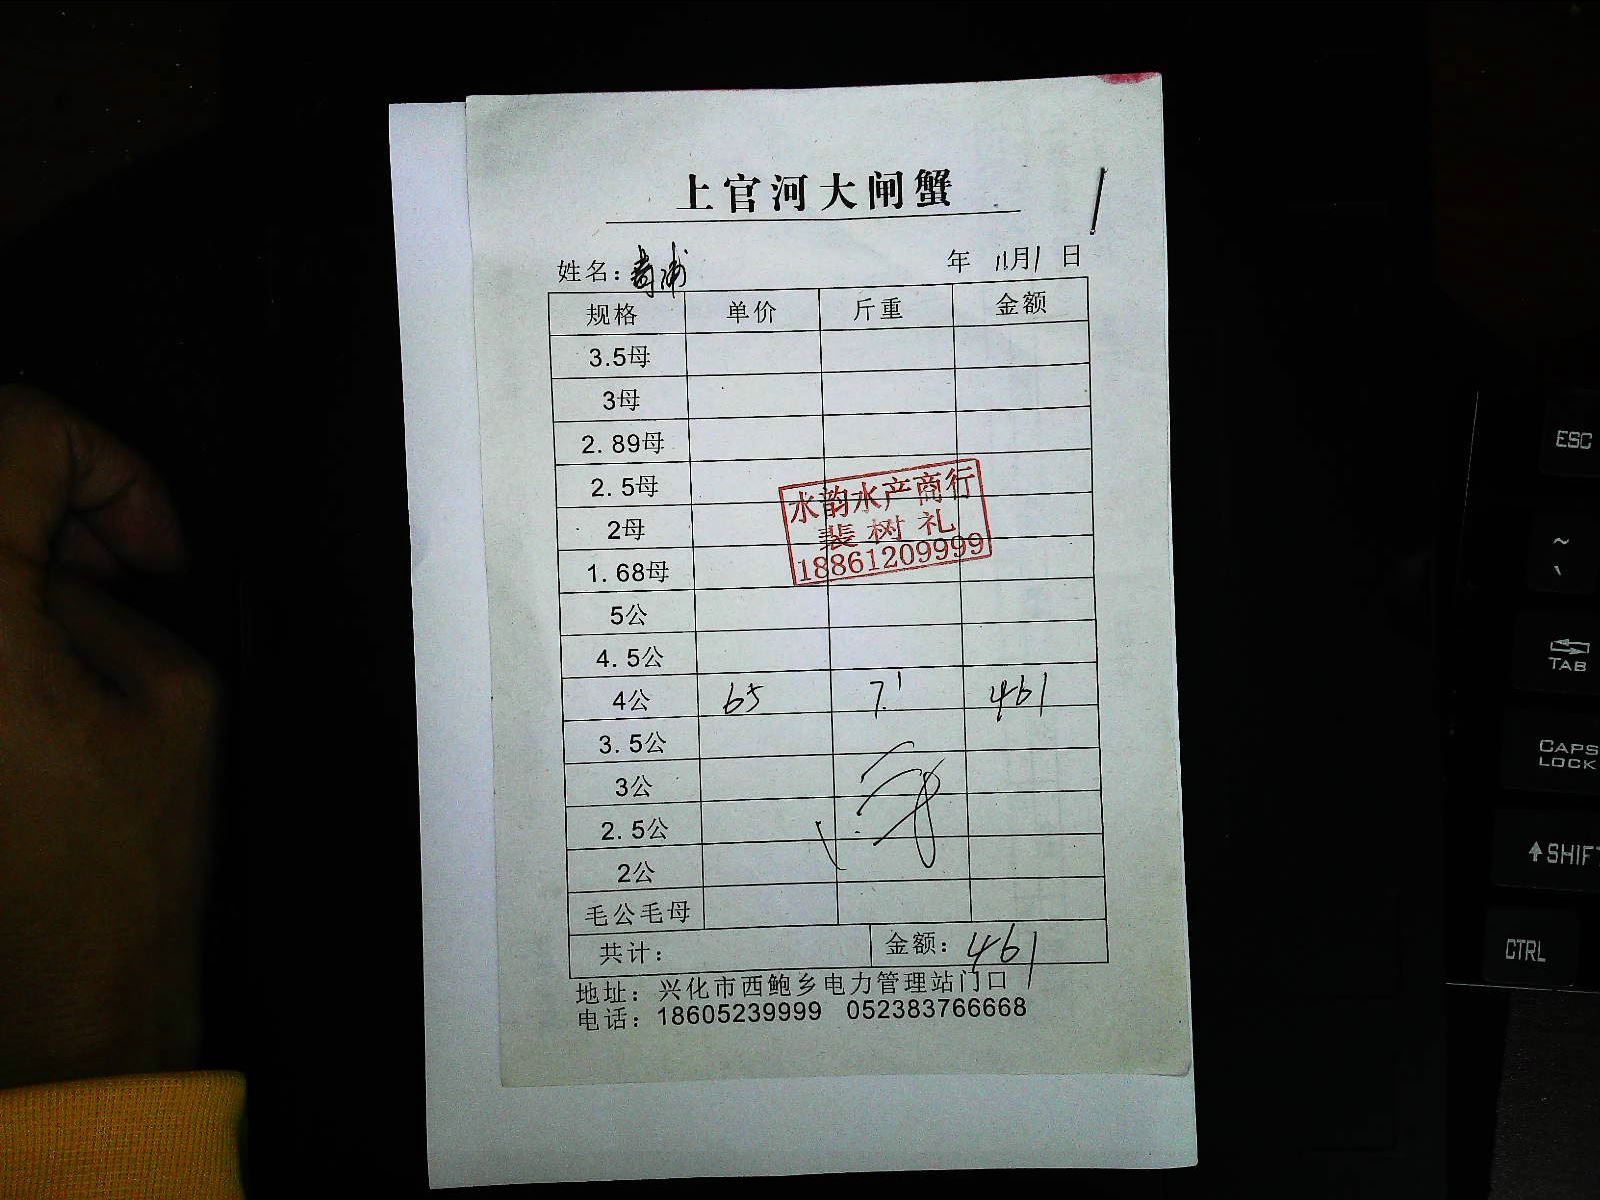 上官河大闸蟹
姓名： 年 11月1日
规格 单价 斤重 金额
3.5母
3母
2.89母
2.5母
2母
1.68母
水韵水产商行
裴树礼
18861209999
5公
4.5公
4公 65 7.1 461
3.5公
3公
2.5公
2公
毛公毛母
共计： 金额：461
地址：兴化市西鲍乡电力管理站门口
电话：18605239999 052383766668
ESC
~
TAB
CAPS
LOCK
SHIFT
CTRL